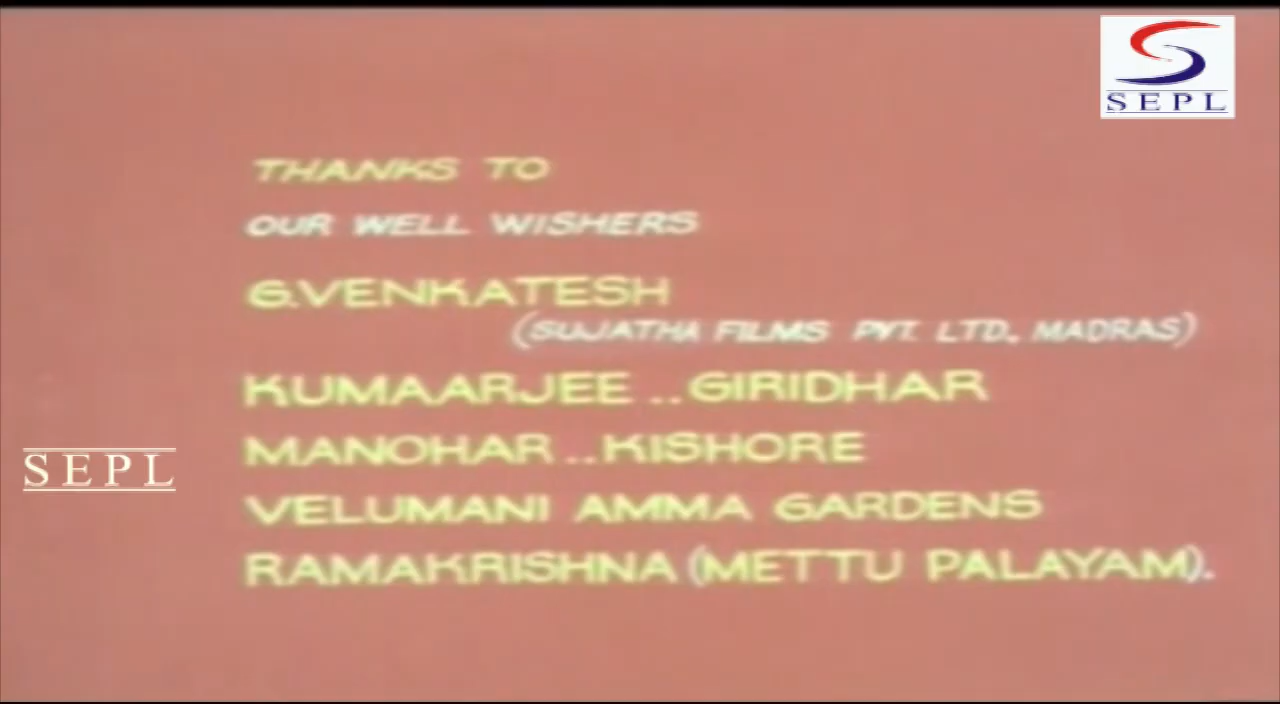 SEPL
THANKS TO
OUR WELL WISHERS
G.VENKATESH
(SUJATHA FILMS PVT. LTD., MADRAS)
KUMAARJEE ..GIRIDHAR
MANOHAR ..KISHORE
SEPL
VELUMANI AMMA GARDENS
RAMAKRISHNA (METTU PALAYAM).